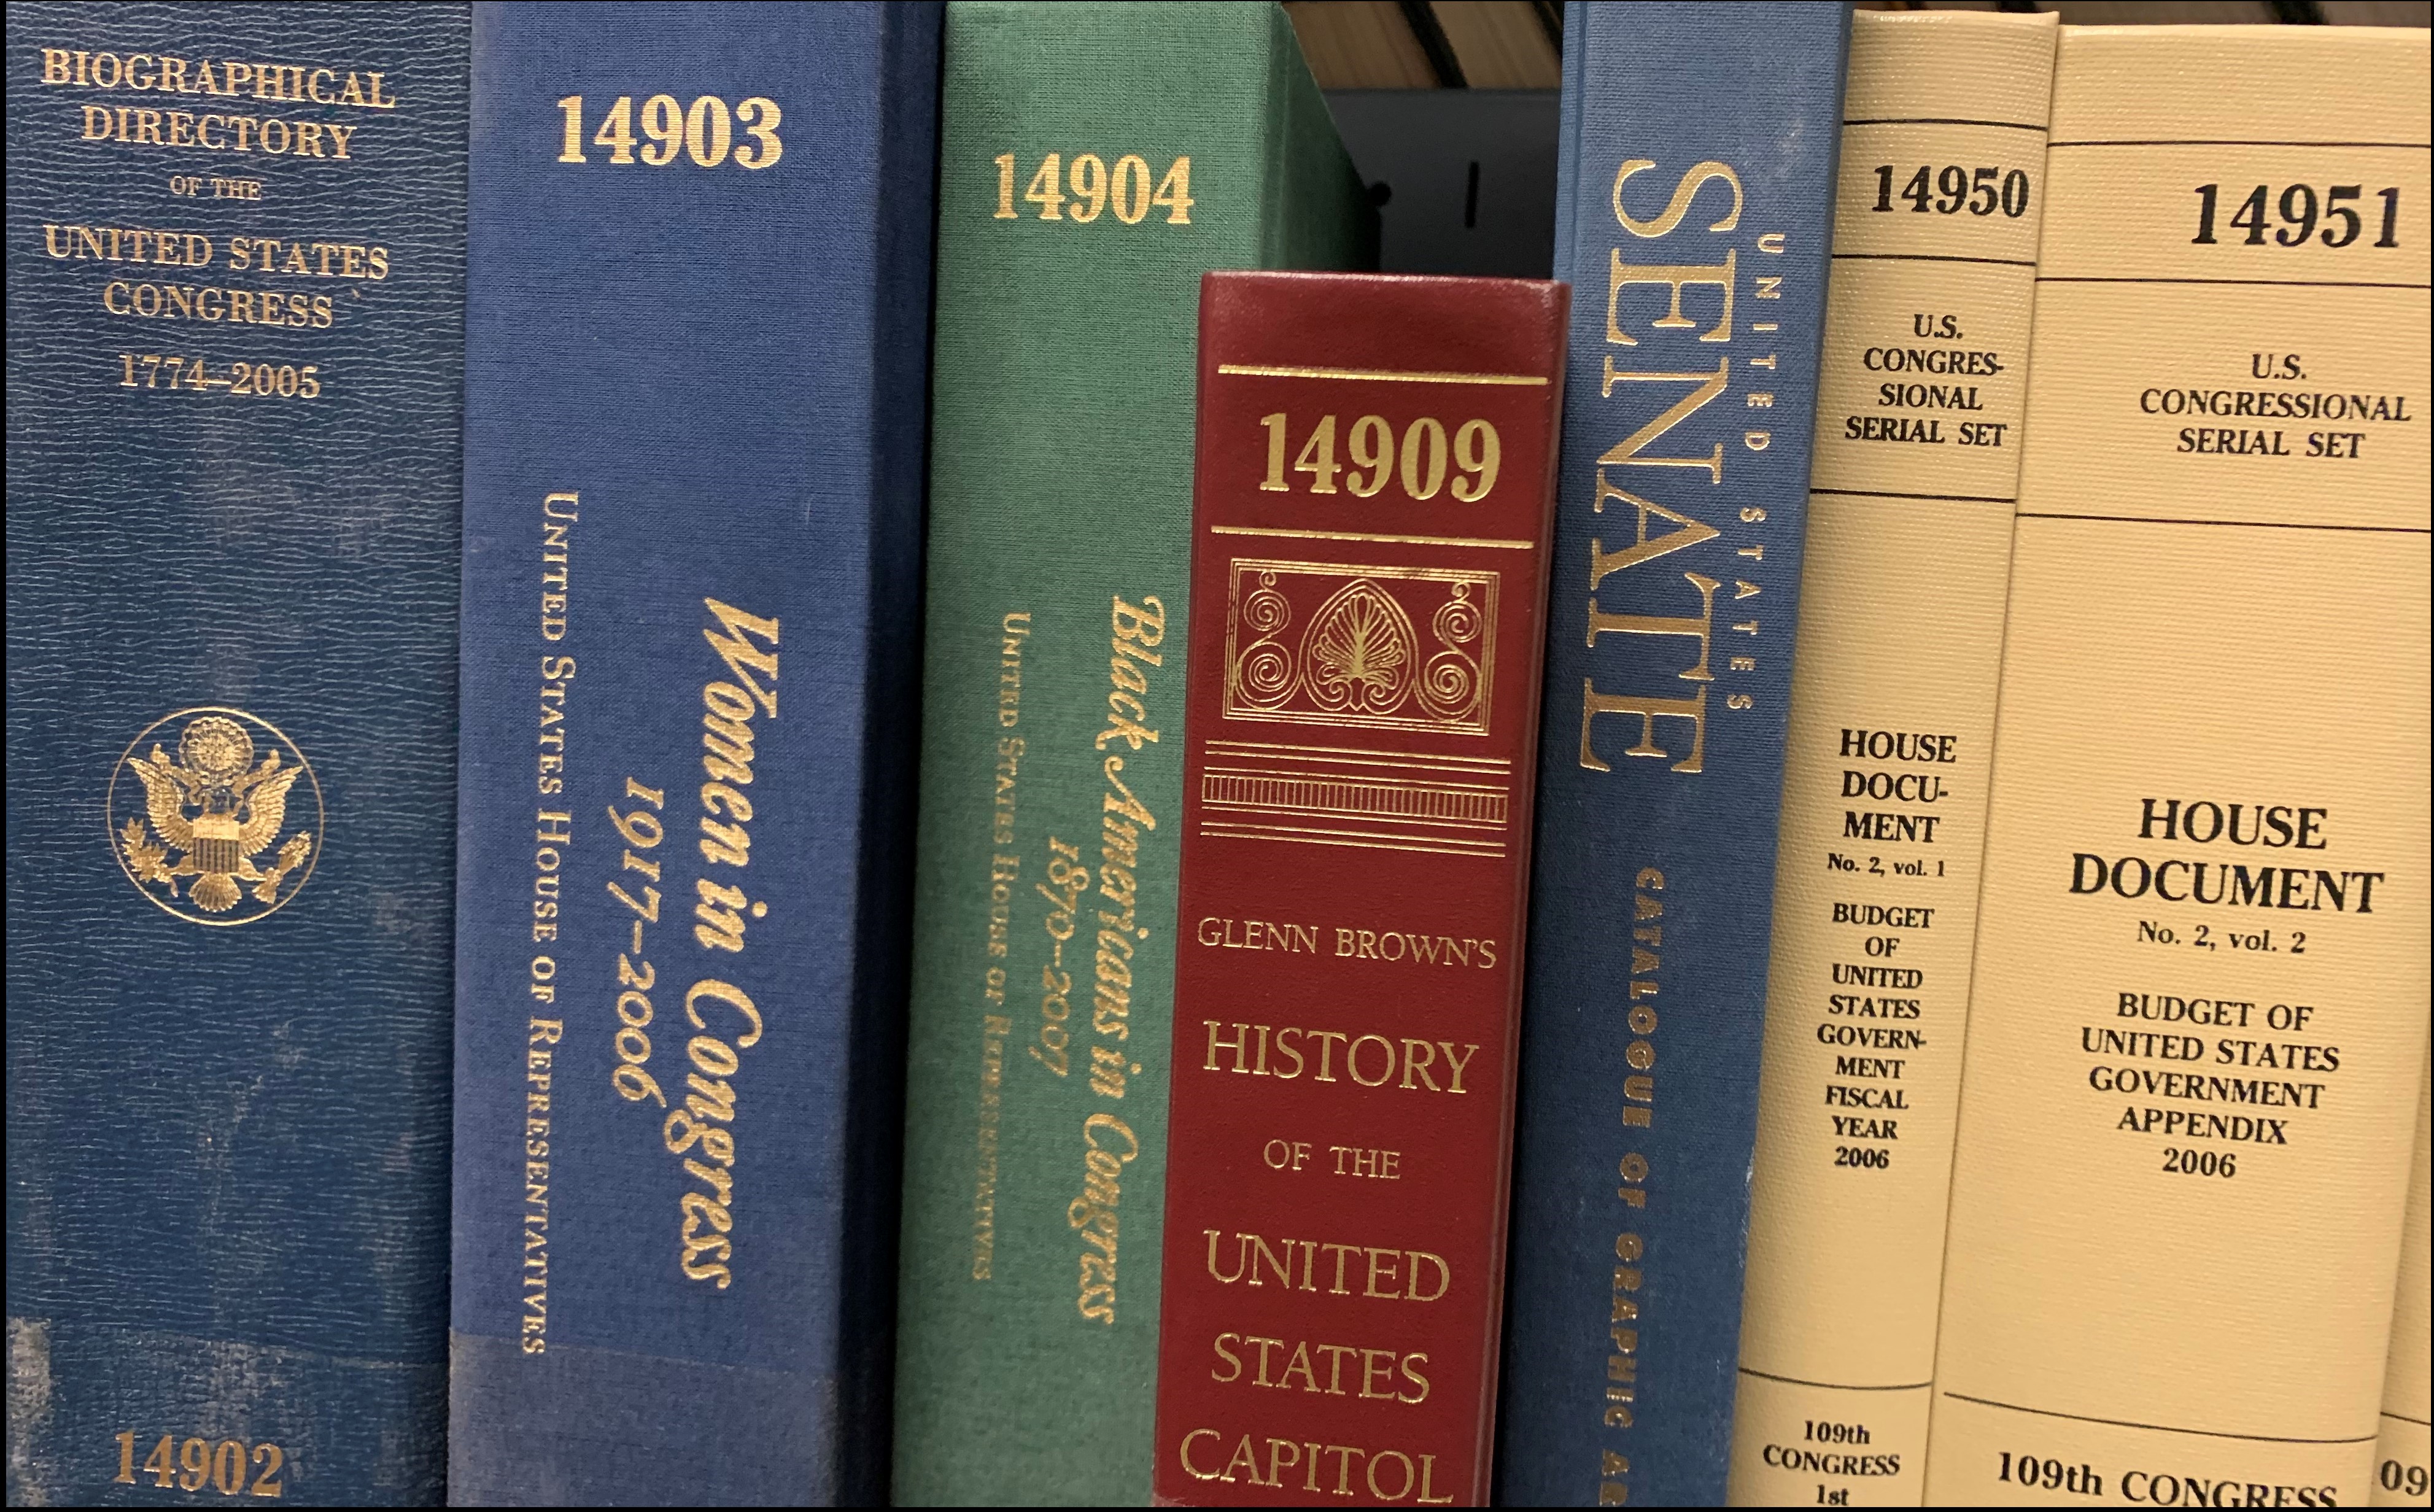 BIOGRAPHICAL
DIRECTORY
OF THE
UNITED STATES
CONGRESS
1774–2005
14902
14903
Women in Congress
1917–2006
UNITED STATES HOUSE OF REPRESENTATIVES
14904
Black Americans in Congress
1870–2007
UNITED STATES HOUSE OF REPRESENTATIVES
14909
GLENN BROWN'S
HISTORY
OF THE
UNITED
STATES
CAPITOL
UNITED STATES
SENATE
CATALOGUE OF GRAPHIC
14950
U.S.
CONGRES-
SIONAL
SERIAL SET
HOUSE
DOCU-
MENT
No. 2, vol. 1
BUDGET
OF
UNITED
STATES
GOVERN-
MENT
FISCAL
YEAR
2006
109th
CONGRESS
1st
14951
U.S.
CONGRESSIONAL
SERIAL SET
HOUSE
DOCUMENT
No. 2, vol. 2
BUDGET OF
UNITED STATES
GOVERNMENT
APPENDIX
2006
109th CONGRESS